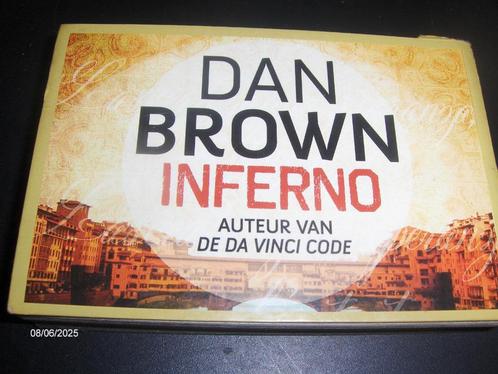 DAN
BROWN
INFERNO
AUTEUR VAN
DE DA VINCI CODE
08/06/2025